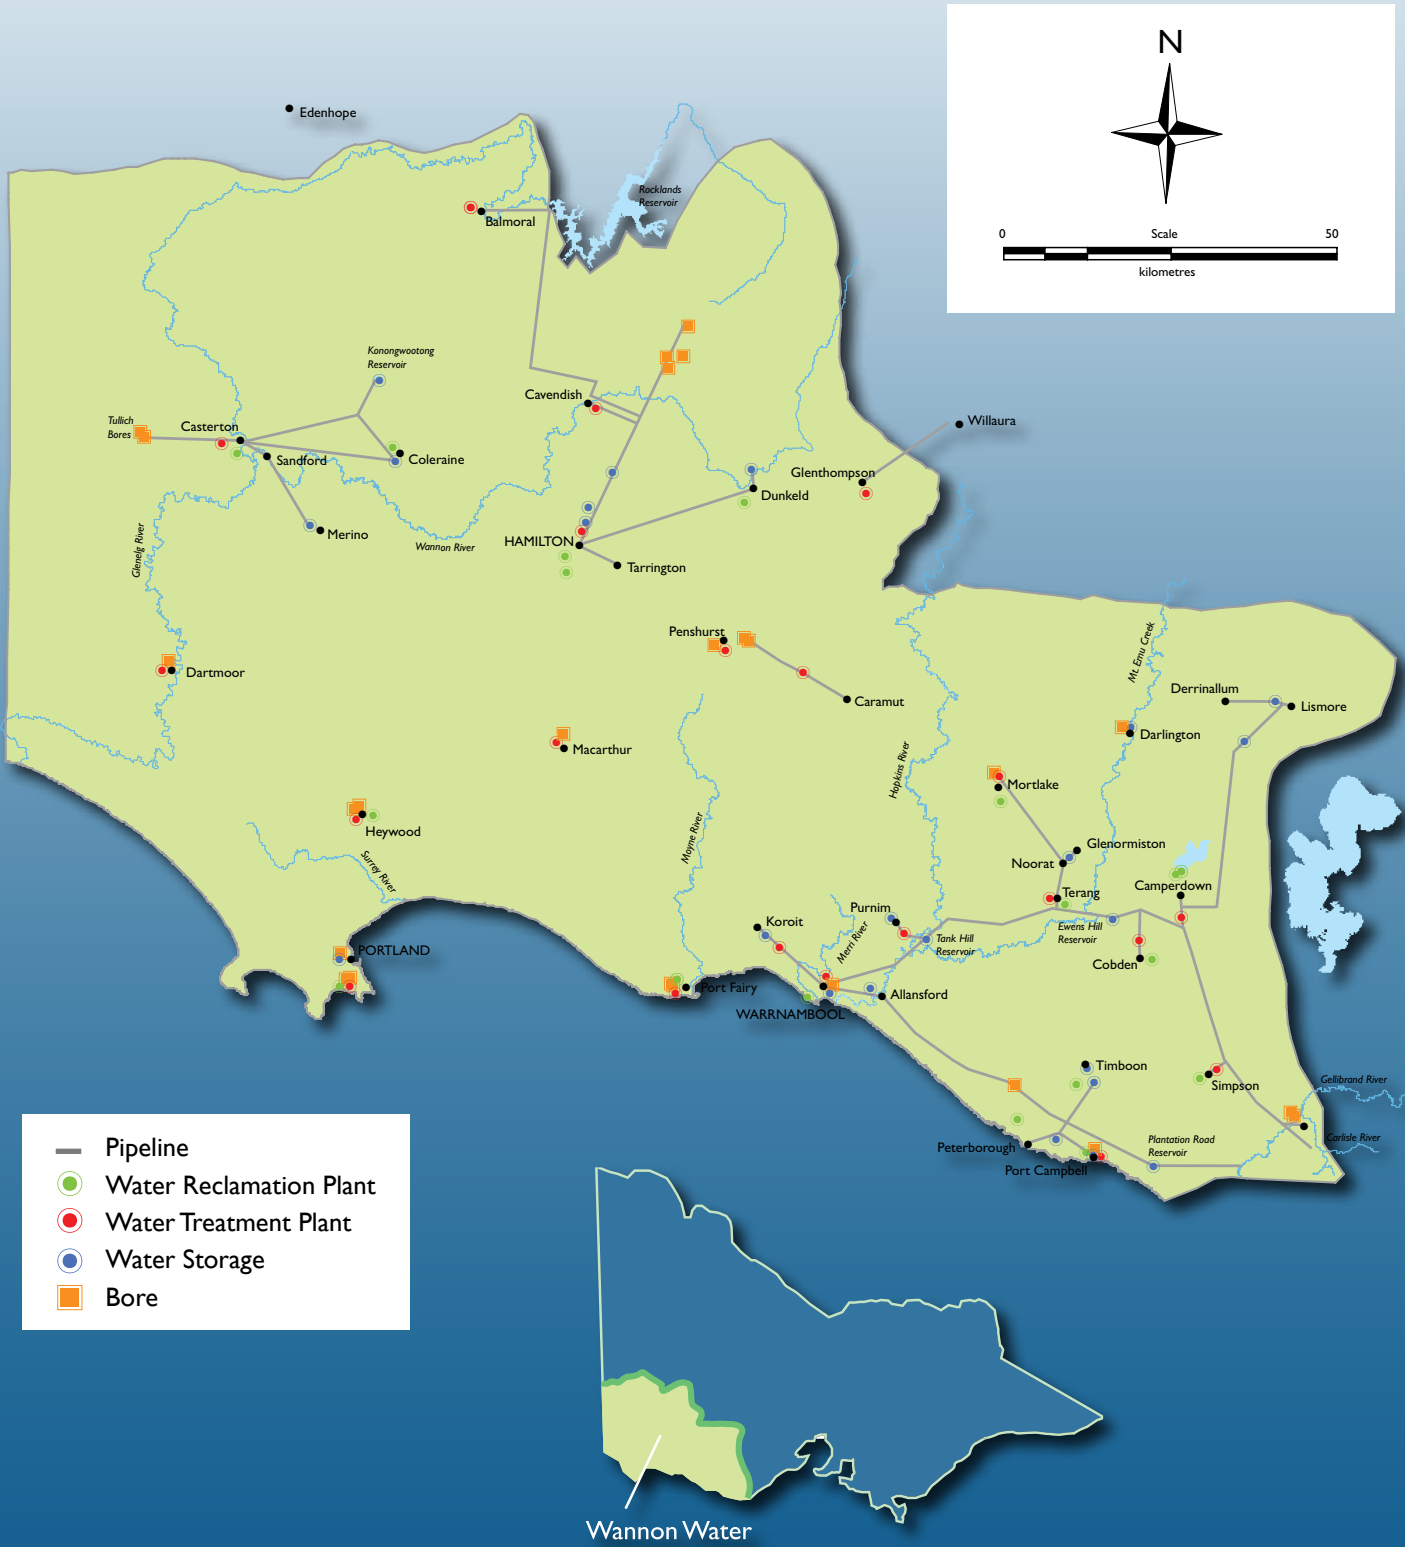 N
Edenhope
0
Scale
50
kilometres
Rocklands
Reservoir
Balmoral
Konongwootong
Reservoir
Cavendish
Tullich
Bores
Casterton
Willaura
Sandford
Coleraine
Glenthompson
Dunkeld
Merino
Glenelg River
Wannon River
HAMILTON
Tarrington
Penshurst
Mt. Emu Creek
Dartmoor
Caramut
Derrinallum
Lismore
Macarthur
Darlington
Hopkins River
Mortlake
Moyne River
Heywood
Surrey River
Glenormiston
Noorat
Camperdown
Terang
Purnim
Koroit
Merri River
Ewens Hill
Reservoir
Tank Hill
Reservoir
PORTLAND
Cobden
Port Fairy
Allansford
WARRNAMBOOL
Timboon
Simpson
Gellibrand River
Carlisle River
Peterborough
Plantation Road
Reservoir
Port Campbell
Pipeline
Water Reclamation Plant
Water Treatment Plant
Water Storage
Bore
Wannon Water